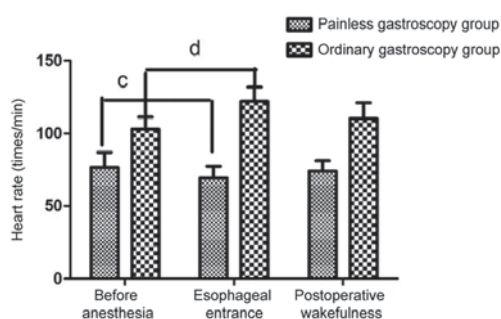 Painless gastroscopy group
Ordinary gastroscopy group
d
c
150
100
50
0
Heart rate (times/min)
Before
anesthesia
Esophageal
entrance
Postoperative
wakefulness